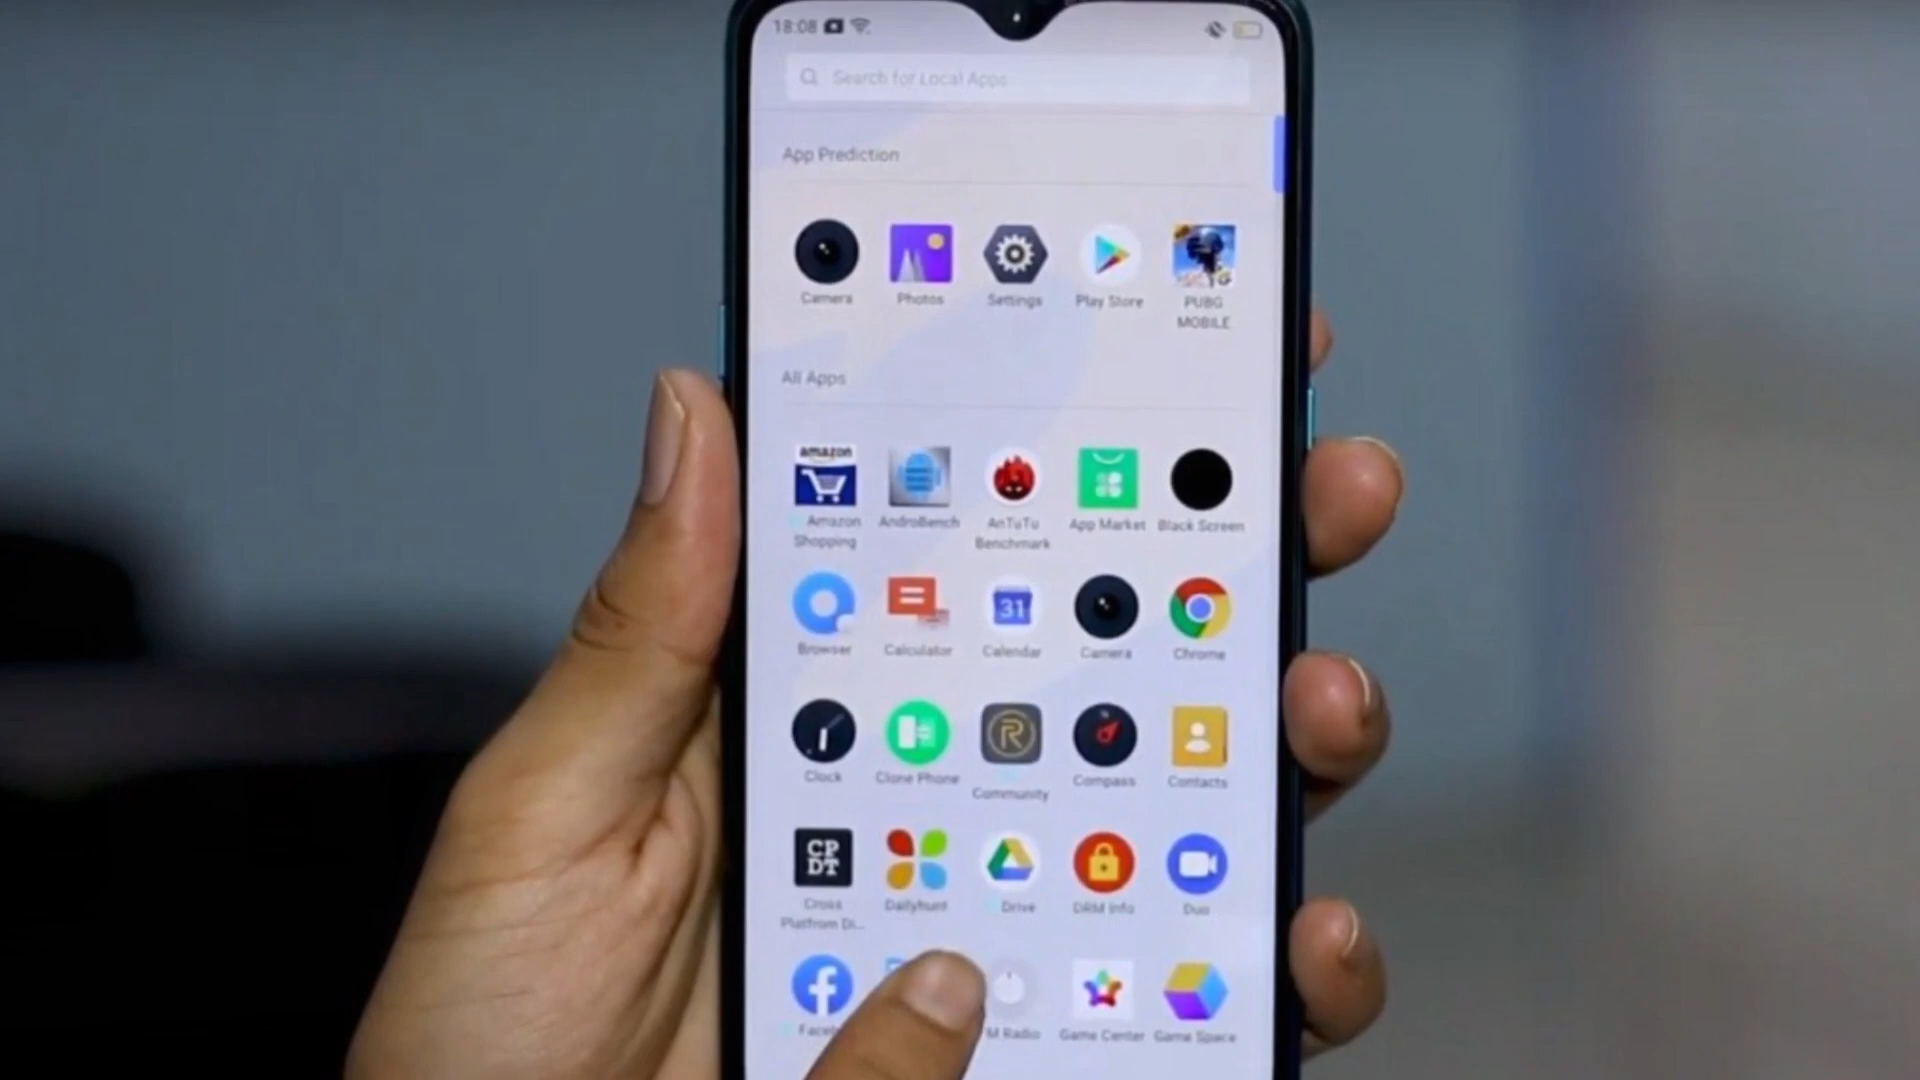 18:08
Search for Local Apps
App Prediction
Camera Photos Settings Play Store PUBG
MOBILE
All Apps
amazon
Amazon AndroBench AnTuTu App Market Black Screen
Shopping Benchmark
31
Browser Calculator Calendar Camera Chrome
R
Clock Clone Phone Community Compass Contacts
CP
DT
Cross Dailyhunt Drive DRM Info Duo
Platfrom Di...
f
Faceb M Radio Game Center Game Space